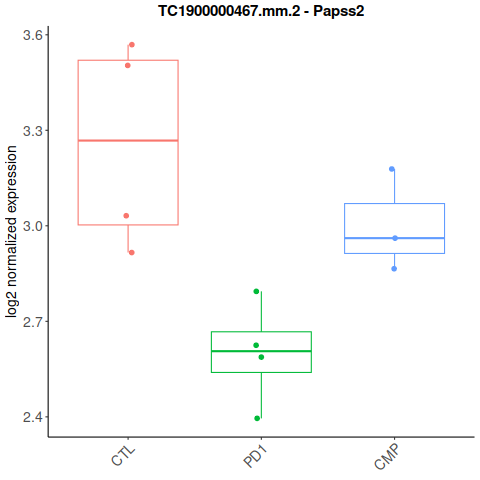 TC1900000467.mm.2 - Papss2
log2 normalized expression
3.6
3.3
3.0
2.7
2.4
CTL
PD1
CMP